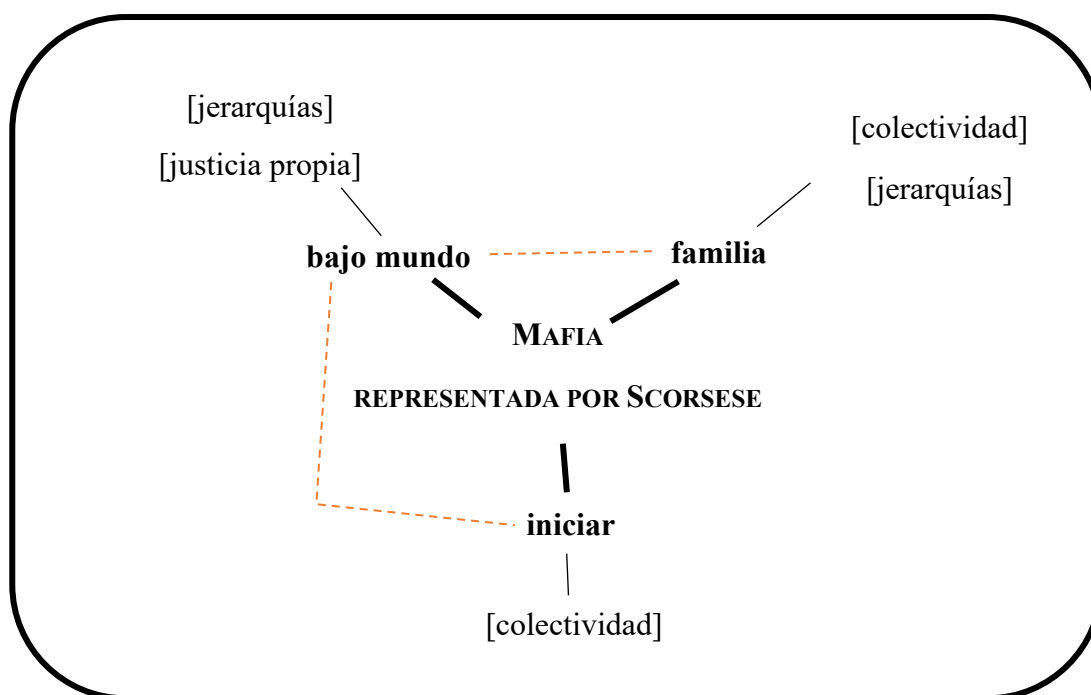 [jerarquías]
[colectividad]
[justicia propia]
[jerarquías]
bajo mundo
familia
MAFIA
REPRESENTADA POR SCORSESE
iniciar
[colectividad]